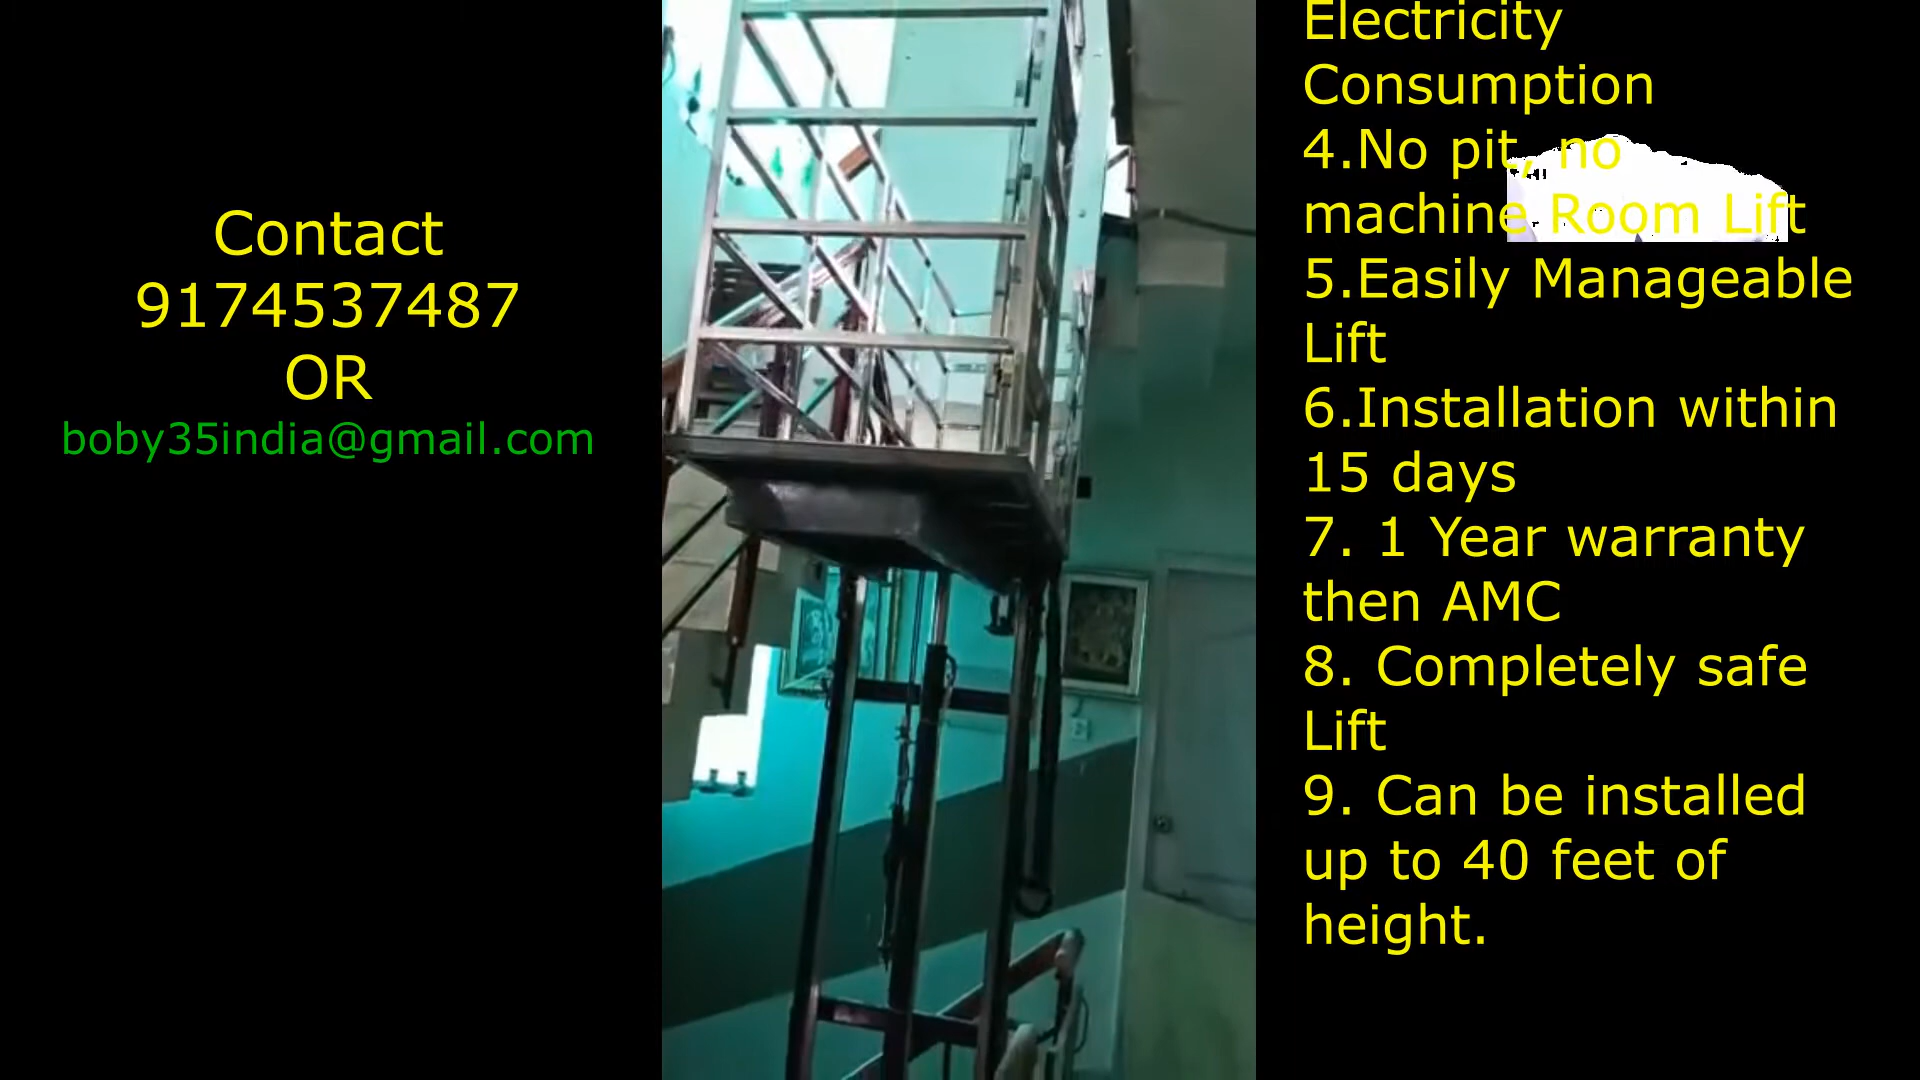 Contact
9174537487
OR
boby35india@gmail.com
Electricity
Consumption
4.No pit, no
machine Room Lift
5.Easily Manageable
Lift
6.Installation within
15 days
7. 1 Year warranty
then AMC
8. Completely safe
Lift
9. Can be installed
up to 40 feet of
height.